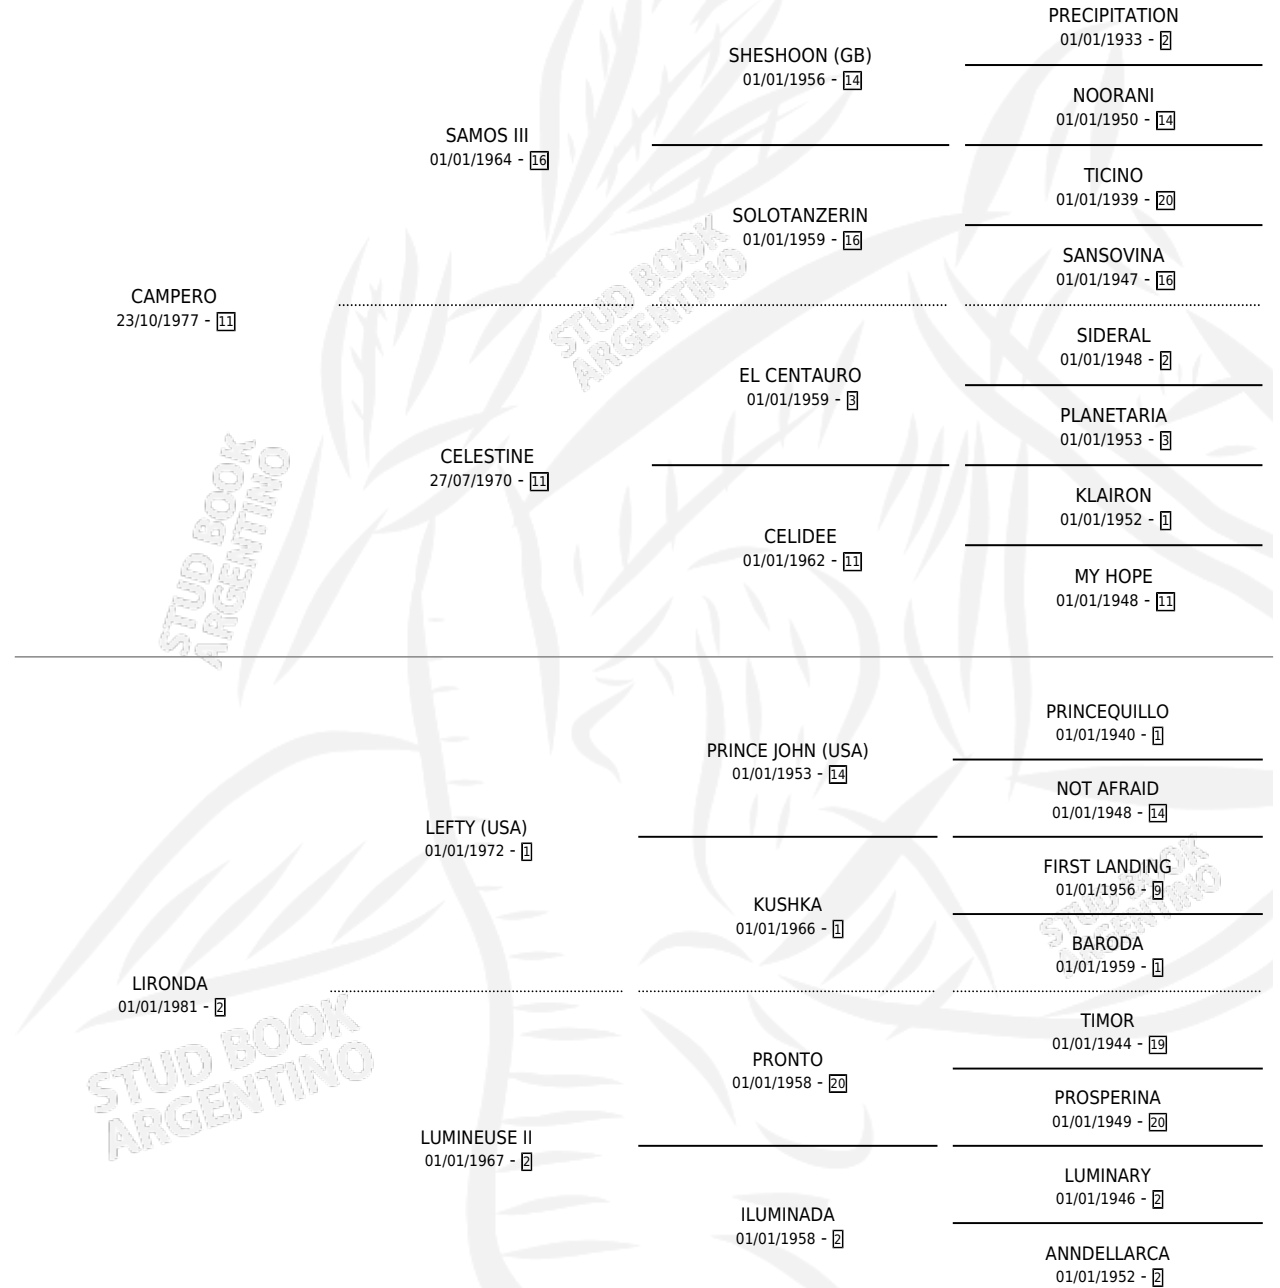 PRECIPITATION
01/01/1933 - 2
SHESHOON (GB)
01/01/1956 - 14
NOORANI
01/01/1950 - 14
SAMOS III
01/01/1964 - 16
TICINO
01/01/1939 - 20
SOLOTANZERIN
01/01/1959 - 16
SANSOVINA
01/01/1947 - 16
CAMPERO
23/10/1977 - 11
SIDERAL
01/01/1948 - 2
EL CENTAURO
01/01/1959 - 3
PLANETARIA
01/01/1953 - 3
CELESTINE
27/07/1970 - 11
KLAIRON
01/01/1952 - 1
CELIDEE
01/01/1962 - 11
MY HOPE
01/01/1948 - 11
STUD BOOK
ARGENTINO
STUD BOOK
ARGENTINO
PRINCEQUILLO
01/01/1940 - 1
PRINCE JOHN (USA)
01/01/1953 - 14
NOT AFRAID
01/01/1948 - 14
LEFTY (USA)
01/01/1972 - 1
FIRST LANDING
01/01/1956 - 9
KUSHKA
01/01/1966 - 1
BARODA
01/01/1959 - 1
STUD BOOK
ARGENTINO
LIRONDA
01/01/1981 - 2
TIMOR
01/01/1944 - 19
PRONTO
01/01/1958 - 20
PROSPERINA
01/01/1949 - 20
STUD BOOK
ARGENTINO
LUMINEUSE II
01/01/1967 - 2
LUMINARY
01/01/1946 - 2
ILUMINADA
01/01/1958 - 2
ANNDELLARCA
01/01/1952 - 2